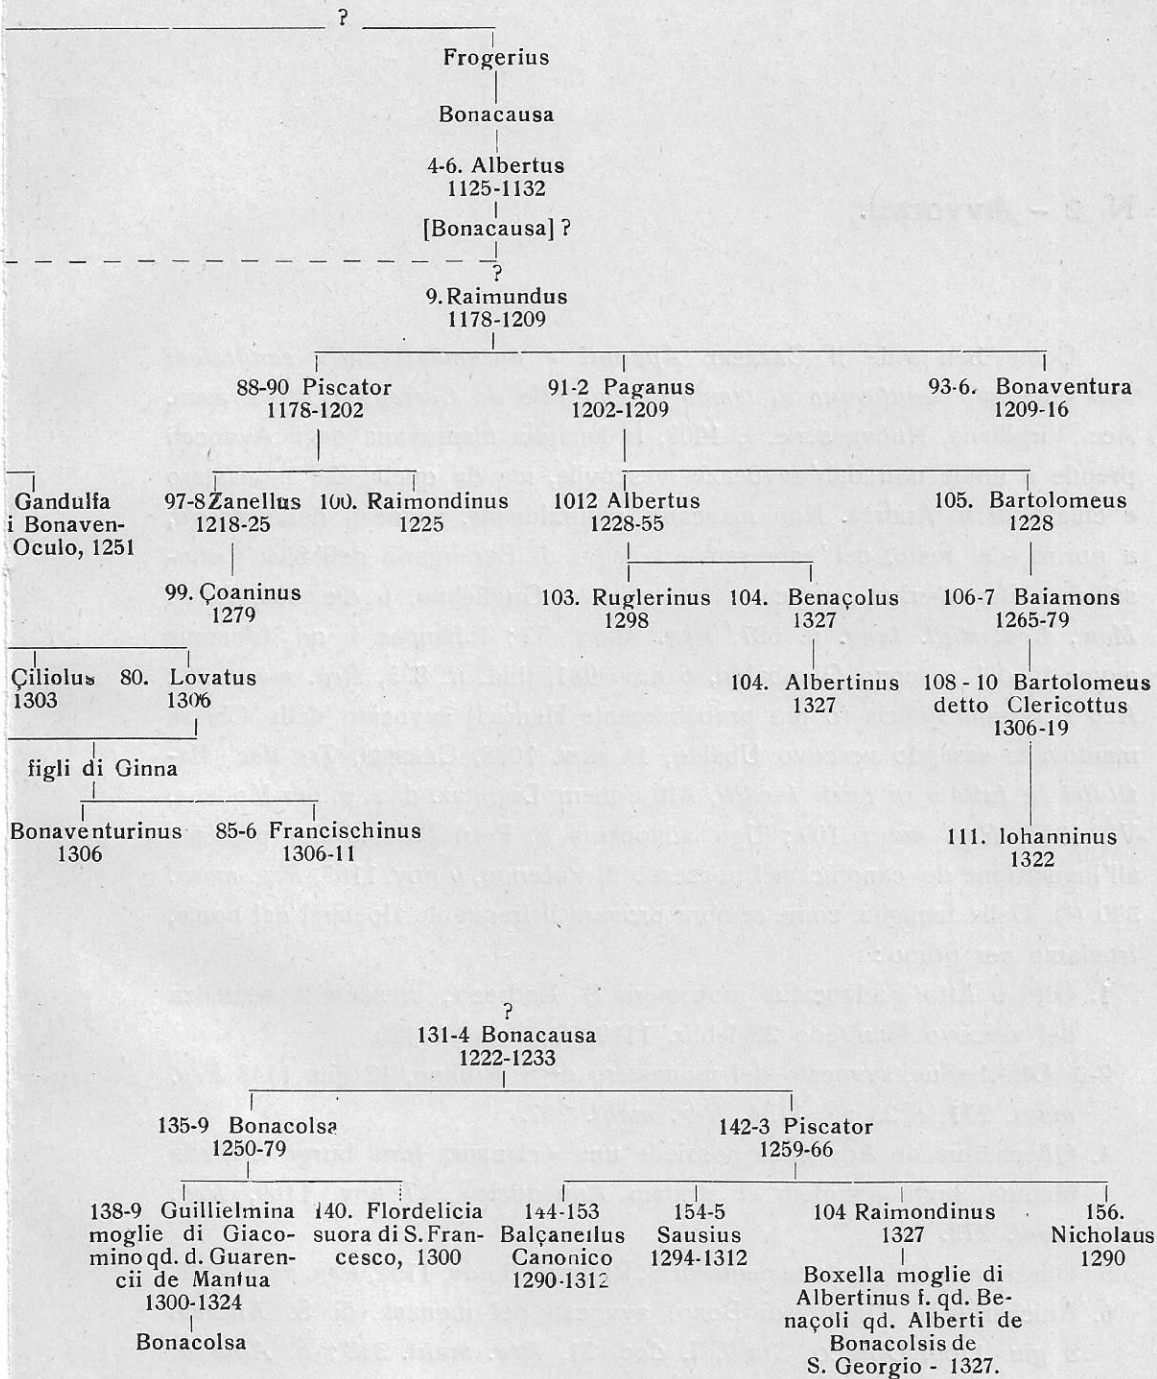 ?
Frogerius
Bonacausa
4-6. Albertus
1125-1132
[Bonacausa] ?
?
9. Raimundus
1178-1209
88-90 Piscator
1178-1202
91-2 Paganus
1202-1209
93-6. Bonaventura
1209-16
Gandulfa
i Bonaven-
Oculo, 1251
97-8 Zanellus
1218-25
100. Raimondinus
1225
1012 Albertus
1228-55
105. Bartolomeus
1228
99. Çoaninus
1279
103. Ruglerinus
1298
104. Benaçolus
1327
106-7 Baiamons
1265-79
Çiliolus
1303
80. Lovatus
1306
104. Albertinus
1327
108 - 10 Bartolomeus
detto Clericottus
1306-19
figli di Ginna
Bonaventurinus
1306
85-6 Francischinus
1306-11
111. Iohanninus
1322
?
131-4 Bonacausa
1222-1233
135-9 Bonacolsa
1250-79
142-3 Piscator
1259-66
138-9 Guillielmina
moglie di Giaco-
mino qd. d. Guaren-
cii de Mantua
1300-1324
Bonacolsa
140. Flordelicia
suora di S. Fran-
cesco, 1300
144-153
Balçanellus
Canonico
1290-1312
154-5
Sausius
1294-1312
104 Raimondinus
1327
Boxella moglie di
Albertinus f. qd. Be-
naçoli qd. Alberti de
Bonacolsis de
S. Georgio - 1327.
156.
Nicholaus
1290